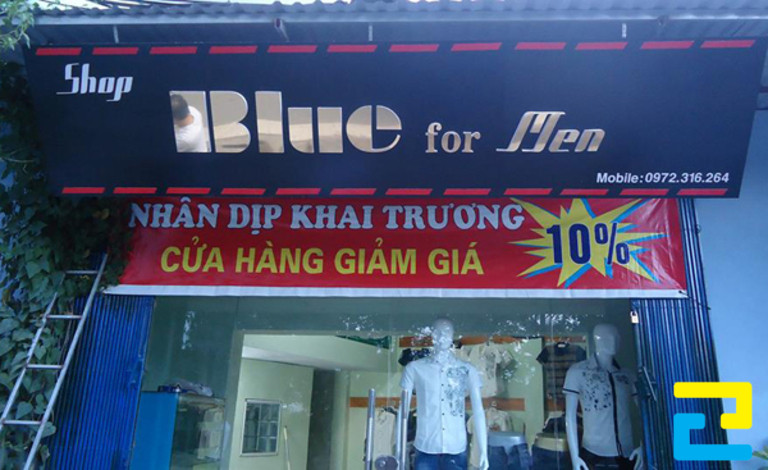 Shop
Blue for Men
Mobile: 0972.316.264
NHÂN DỊP KHAI TRƯƠNG
CỬA HÀNG GIẢM GIÁ
10%